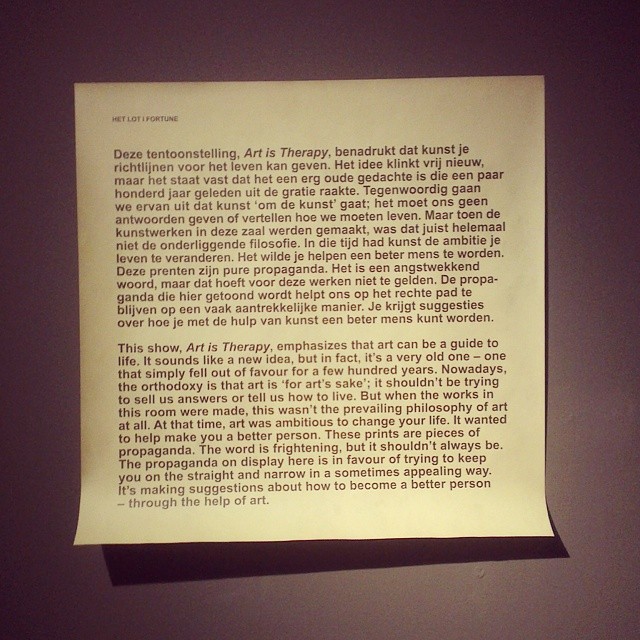 HET LOT I FORTUNE
Deze tentoonstelling, Art is Therapy, benadrukt dat kunst je
richtlijnen voor het leven kan geven. Het idee klinkt vrij nieuw,
maar het staat vast dat het een erg oude gedachte is die een paar
honderd jaar geleden uit de gratie raakte. Tegenwoordig gaan
we ervan uit dat kunst ‘om de kunst’ gaat; het moet ons geen
antwoorden geven of vertellen hoe we moeten leven. Maar toen de
kunstwerken in deze zaal werden gemaakt, was dat juist helemaal
niet de onderliggende filosofie. In die tijd had kunst de ambitie je
leven te veranderen. Het wilde je helpen een beter mens te worden.
Deze prenten zijn pure propaganda. Het is een angstwekkend
woord, maar dat hoeft voor deze werken niet te gelden. De propa-
ganda die hier getoond wordt helpt ons op het rechte pad te
blijven op een vaak aantrekkelijke manier. Je krijgt suggesties
over hoe je met de hulp van kunst een beter mens kunt worden.
This show, Art is Therapy, emphasizes that art can be a guide to
life. It sounds like a new idea, but in fact, it’s a very old one – one
that simply fell out of favour for a few hundred years. Nowadays,
the orthodoxy is that art is ‘for art’s sake’; it shouldn’t be trying
to sell us answers or tell us how to live. But when the works in
this room were made, this wasn’t the prevailing philosophy of art
at all. At that time, art was ambitious to change your life. It wanted
to help make you a better person. These prints are pieces of
propaganda. The word is frightening, but it shouldn’t always be.
The propaganda on display here is in favour of trying to keep
you on the straight and narrow in a sometimes appealing way.
It’s making suggestions about how to become a better person
– through the help of art.